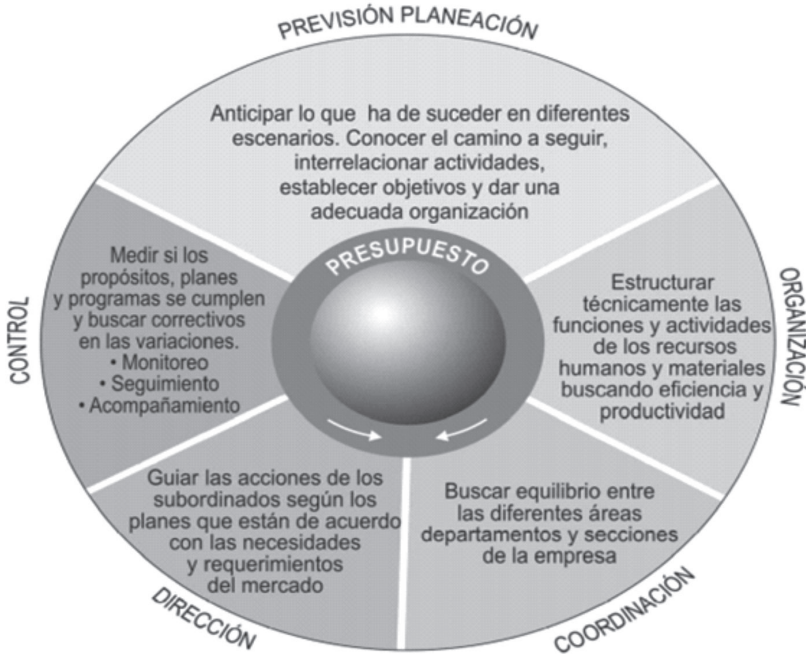 PREVISIÓN PLANEACIÓN
Anticipar lo que ha de suceder en diferentes
escenarios. Conocer el camino a seguir,
interrelacionar actividades,
establecer objetivos y dar una
adecuada organización
PRESUPUESTO
ORGANIZACIÓN
Estructurar
técnicamente las
funciones y actividades
de los recursos
humanos y materiales
buscando eficiencia y
productividad
COORDINACIÓN
Buscar equilibrio entre
las diferentes áreas
departamentos y secciones
de la empresa
DIRECCIÓN
Guiar las acciones de los
subordinados según los
planes que están de acuerdo
con las necesidades
y requerimientos
del mercado
CONTROL
Medir si los
propósitos, planes
y programas se cumplen
y buscar correctivos
en las variaciones.
• Monitoreo
• Seguimiento
• Acompañamiento